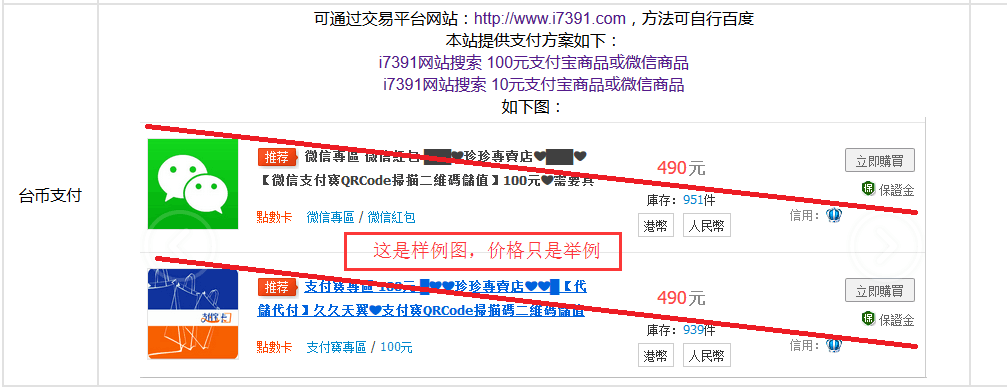 可通过交易平台网站：http://www.i7391.com，方法可自行百度
本站提供支付方案如下：
i7391网站搜索 100元支付宝商品或微信商品
i7391网站搜索 10元支付宝商品或微信商品
如下图：
台币支付
推荐 微信專區 微信紅包 ███❤珍珍專賣店❤███❤
【微信支付寶QRCode掃描二維碼儲值】100元❤需要真
點數卡 微信專區 / 微信紅包
490元
庫存：951件
港幣 人民幣
立即購買
保 保證金
信用：
这是样例图，价格只是举例
推荐 支付寶專區 100元 █❤❤珍珍專賣店❤❤█【代
儲代付】久久天翼❤支付寶QRCode掃描碼二維碼儲值
點數卡 支付寶專區 / 100元
490元
庫存：939件
港幣 人民幣
立即購買
保 保證金
信用：